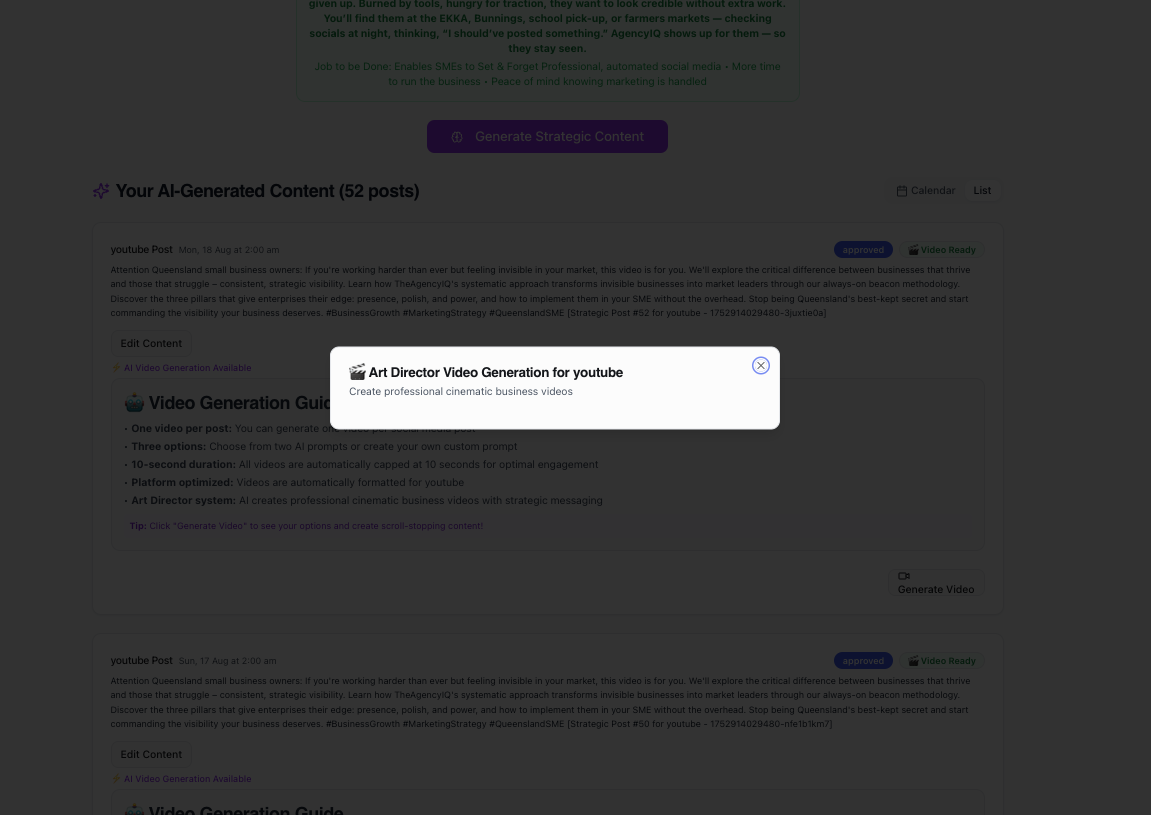 given up. Burned by tools, hungry for traction, they want to look credible without extra work.
You'll find them at the EKKA, Bunnings, school pick-up, or farmers markets — checking
socials at night, thinking, "I should've posted something." AgencyIQ shows up for them — so
they stay seen.
Job to be Done: Enables SMEs to Set & Forget Professional, automated social media • More time
to run the business • Peace of mind knowing marketing is handled
Generate Strategic Content
Your AI-Generated Content (52 posts)
Calendar
List
youtube Post Mon, 18 Aug at 2:00 am
approved
🎬 Video Ready
Attention Queensland small business owners: if you're working harder than ever but feeling invisible in your market, this video is for you. We'll explore the critical difference between businesses that thrive
and those that struggle – consistent, strategic visibility. Learn how TheAgencyIQ's systematic approach transforms invisible businesses into market leaders through our always-on beacon methodology.
Discover the three pillars that give enterprises their edge: presence, polish, and power, and how to implement them in your SME without the overhead. Stop being Queensland's best-kept secret and start
commanding the visibility your business deserves. #BusinessGrowth #MarketingStrategy #QueenslandSME [Strategic Post #52 for youtube - 1752914029480-3juxtle0a]
Edit Content
⚡ AI Video Generation Available
🎬 Art Director Video Generation for youtube
Create professional cinematic business videos
🤖 Video Generation Guid
• One video per post: You can generate one video per social media post
• Three options: Choose from two AI prompts or create your own custom prompt
• 10-second duration: All videos are automatically capped at 10 seconds for optimal engagement
• Platform optimized: Videos are automatically formatted for youtube
• Art Director system: AI creates professional cinematic business videos with strategic messaging
Tip: Click "Generate Video" to see your options and create scroll-stopping content!
Generate Video
youtube Post Sun, 17 Aug at 2:00 am
approved
🎬 Video Ready
Attention Queensland small business owners: if you're working harder than ever but feeling invisible in your market, this video is for you. We'll explore the critical difference between businesses that thrive
and those that struggle – consistent, strategic visibility. Learn how TheAgencyIQ's systematic approach transforms invisible businesses into market leaders through our always-on beacon methodology.
Discover the three pillars that give enterprises their edge: presence, polish, and power, and how to implement them in your SME without the overhead. Stop being Queensland's best-kept secret and start
commanding the visibility your business deserves. #BusinessGrowth #MarketingStrategy #QueenslandSME [Strategic Post #50 for youtube - 1752914029480-nfe1b1km7]
Edit Content
⚡ AI Video Generation Available
🤖 Video Generation Guide